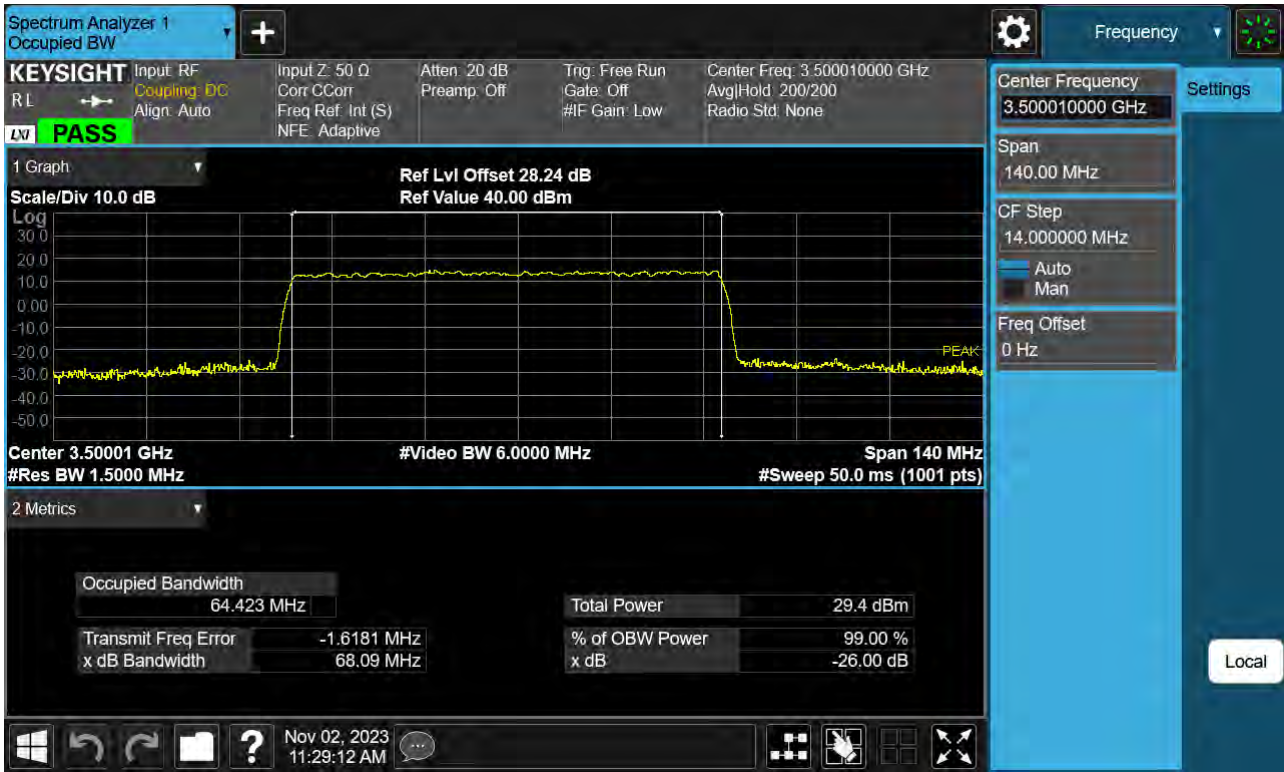 Spectrum Analyzer 1
Occupied BW
+
Frequency
KEYSIGHT
RL
LXI PASS
Input: RF
Coupling: DC
Align: Auto
Input Z: 50 Ω
Corr CCorr
Freq Ref: Int (S)
NFE: Adaptive
Atten: 20 dB
Preamp: Off
Trig: Free Run
Gate: Off
#IF Gain: Low
Center Freq: 3.500010000 GHz
Avg|Hold: 200/200
Radio Std: None
Center Frequency
3.500010000 GHz
Settings
Span
140.00 MHz
CF Step
14.000000 MHz
Auto
Man
Freq Offset
0 Hz
Local
1 Graph
Scale/Div 10.0 dB
Ref Lvl Offset 28.24 dB
Ref Value 40.00 dBm
Log
30.0
20.0
10.0
0.00
-10.0
-20.0
-30.0
-40.0
-50.0
PEAK
Center 3.50001 GHz
#Res BW 1.5000 MHz
#Video BW 6.0000 MHz
Span 140 MHz
#Sweep 50.0 ms (1001 pts)
2 Metrics
Occupied Bandwidth
64.423 MHz
Transmit Freq Error -1.6181 MHz
x dB Bandwidth 68.09 MHz
Total Power 29.4 dBm
% of OBW Power 99.00 %
x dB -26.00 dB
?
Nov 02, 2023
11:29:12 AM